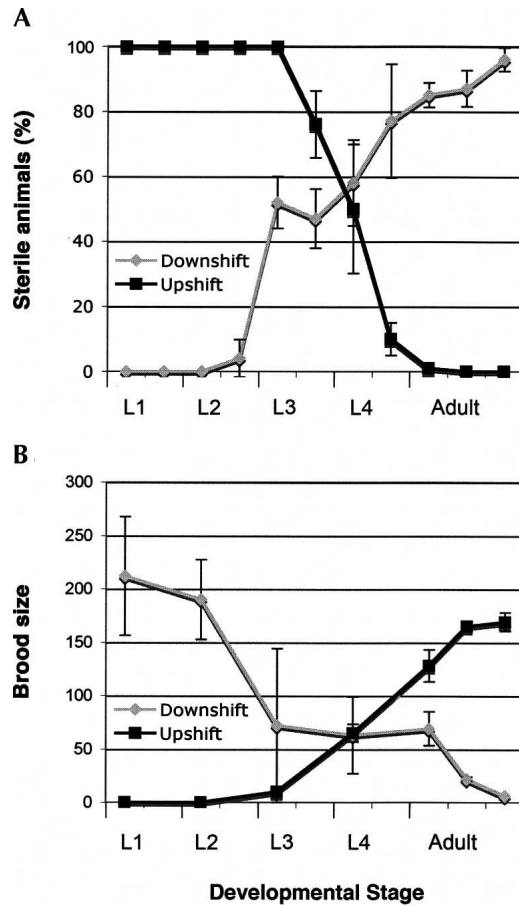 A
Sterile animals (%)
100
80
60
40
20
0
Downshift
Upshift
L1 L2 L3 L4 Adult
B
Brood size
300
250
200
150
100
50
0
Downshift
Upshift
L1 L2 L3 L4 Adult
Developmental Stage